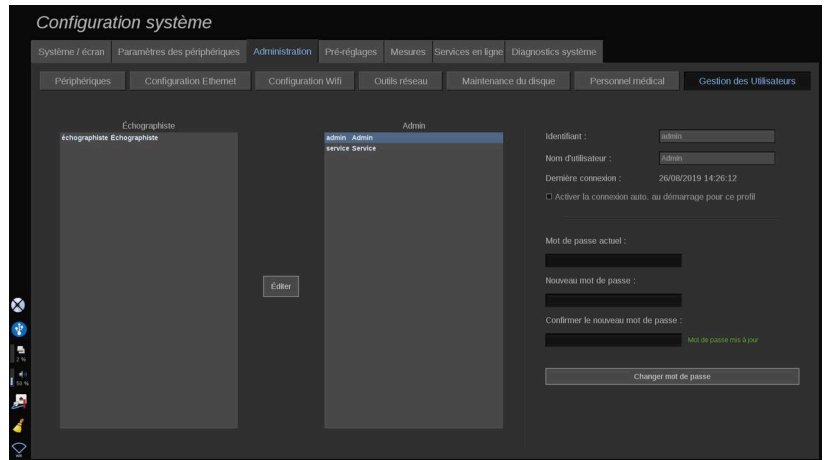 Configuration système
Système / écran Paramètres des périphériques Administration Pré-réglages Mesures Services en ligne Diagnostics système
Périphériques Configuration Ethernet Configuration Wifi Outils réseau Maintenance du disque Personnel médical Gestion des Utilisateurs
Échographiste
échographiste Échographiste
Éditer
Admin
admin Admin
service Service
Identifiant : admin
Nom d'utilisateur : Admin
Dernière connexion : 26/08/2019 14:26:12
Activer la connexion auto. au démarrage pour ce profil
Mot de passe actuel :
Nouveau mot de passe :
Confirmer le nouveau mot de passe :
Mot de passe mis à jour
Changer mot de passe
2 %
50 %